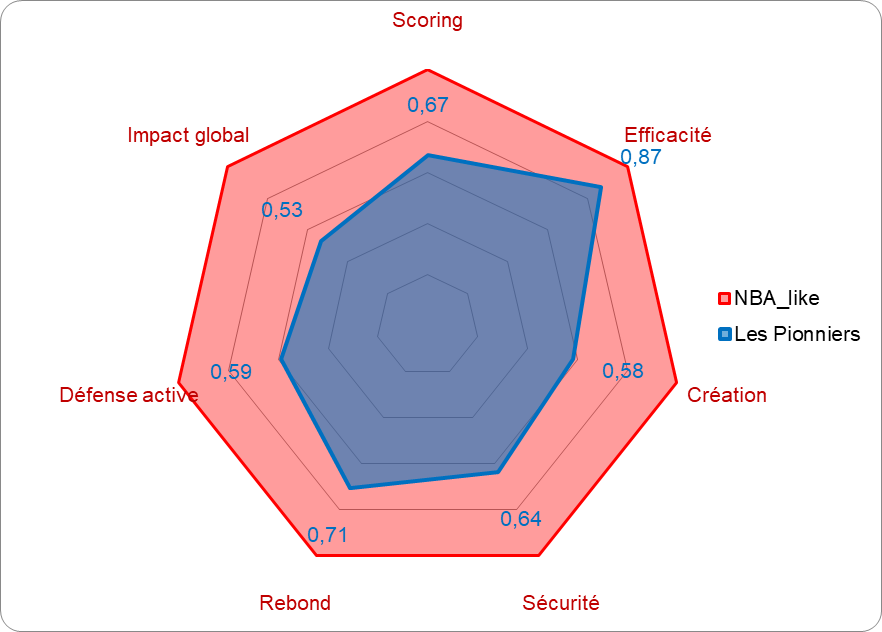 Scoring
0,67
Impact global
Efficacité
0,87
0,53
NBA_like
Les Pionniers
0,59
0,58
Défense active
Création
0,64
0,71
Rebond
Sécurité